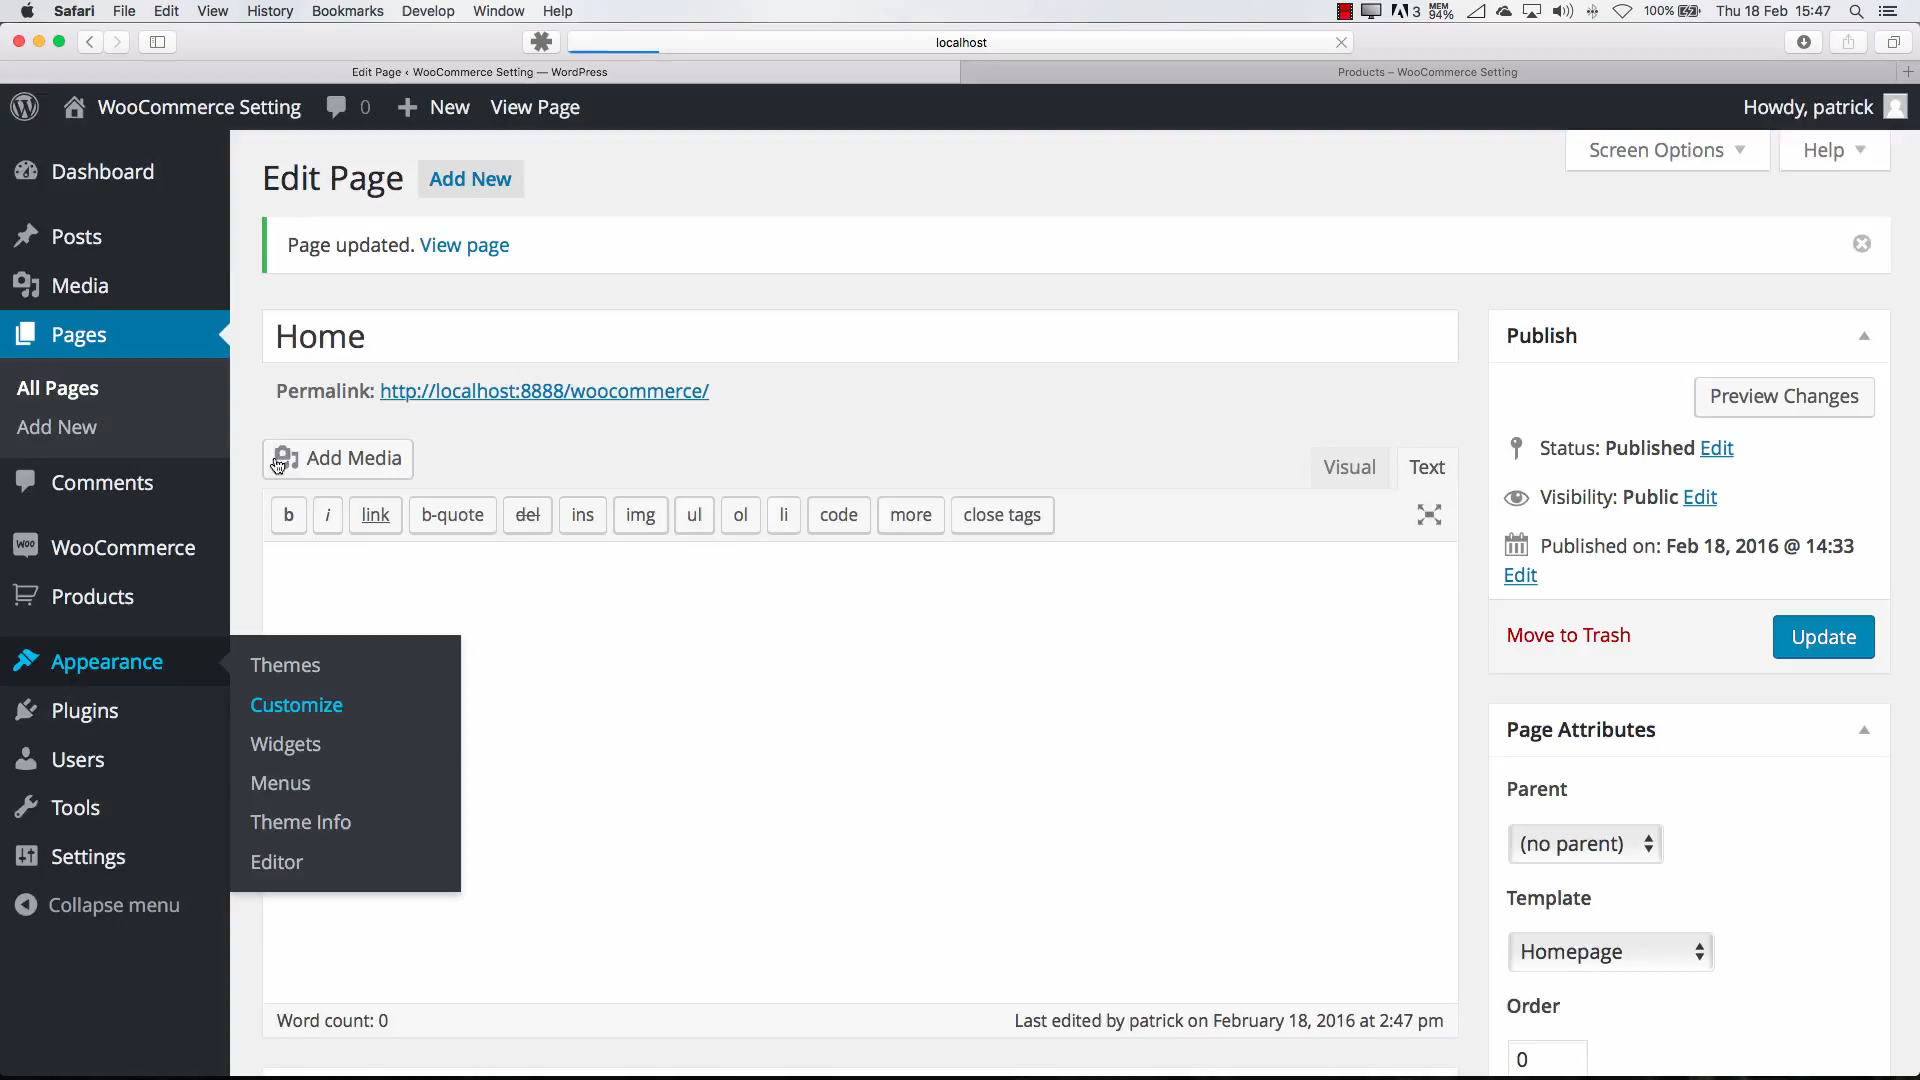 Safari File Edit View History Bookmarks Develop Window Help 3 MEM 94% 100% Thu 18 Feb 15:47
localhost
Edit Page ‹ WooCommerce Setting — WordPress Products – WooCommerce Setting
WooCommerce Setting 0 New View Page Howdy, patrick
Screen Options Help
Edit Page Add New
Page updated. View page
Dashboard
Posts
Media
Pages
All Pages
Add New
Comments
woo WooCommerce
Products
Appearance
Plugins
Users
Tools
Settings
Collapse menu
Themes
Customize
Widgets
Menus
Theme Info
Editor
Home
Permalink: http://localhost:8888/woocommerce/
Add Media
Visual Text
b i link b-quote del ins img ul ol li code more close tags
Word count: 0 Last edited by patrick on February 18, 2016 at 2:47 pm
Publish
Preview Changes
Status: Published Edit
Visibility: Public Edit
Published on: Feb 18, 2016 @ 14:33
Edit
Move to Trash Update
Page Attributes
Parent
(no parent)
Template
Homepage
Order
0